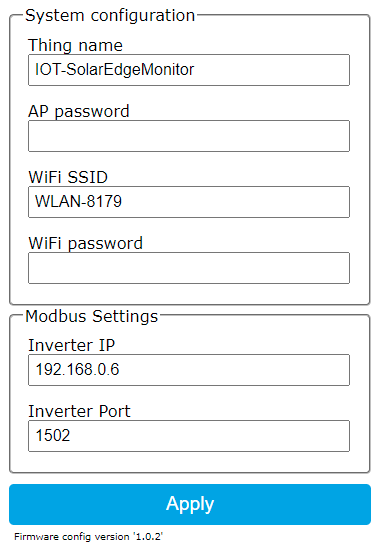 System configuration
Thing name
IOT-SolarEdgeMonitor
AP password
WiFi SSID
WLAN-8179
WiFi password
Modbus Settings
Inverter IP
192.168.0.6
Inverter Port
1502
Apply
Firmware config version '1.0.2'